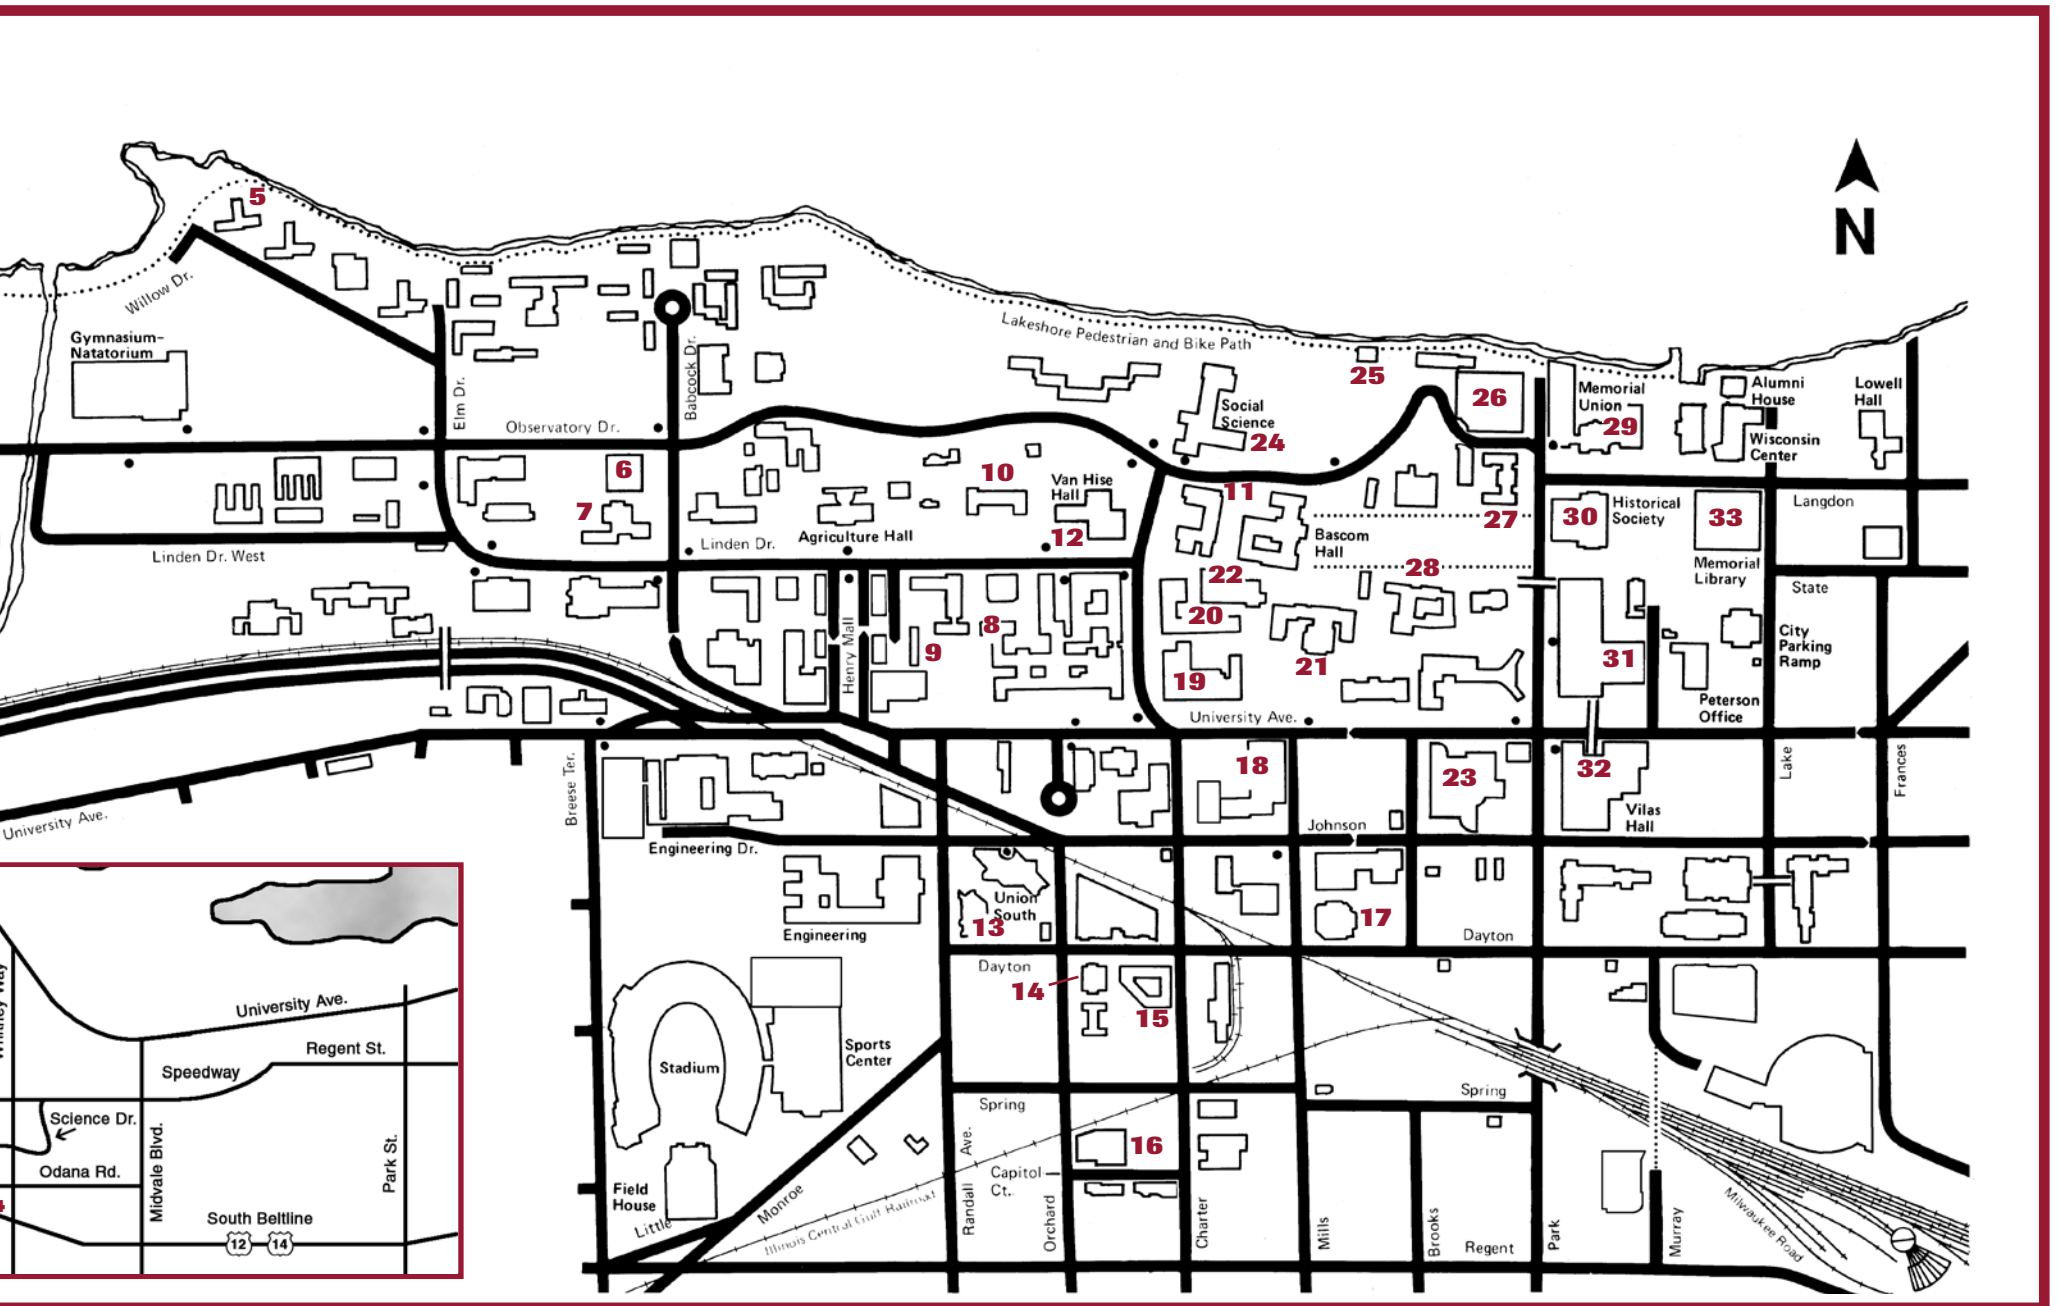 N
5
Willow Dr.
Gymnasium-
Natatorium
Elm Dr.
Babcock Dr.
Observatory Dr.
Lakeshore Pedestrian and Bike Path
25
26
Memorial
Union
29
Alumni
House
Lowell
Hall
Wisconsin
Center
Social
Science
24
6
7
10
Van Hise
Hall
12
11
Bascom
Hall
27
30
Historical
Society
33
Langdon
Memorial
Library
Linden Dr. West
Linden Dr.
Agriculture Hall
22
28
State
20
8
9
Henry Mall
21
19
31
City
Parking
Ramp
Peterson
Office
University Ave.
University Ave.
Breese Ter.
Engineering Dr.
18
23
32
Vilas
Hall
Lake
Frances
Johnson
Engineering
Union
South
13
17
Dayton
Dayton
14
15
Stadium
Sports
Center
Spring
Spring
16
Capitol
Ct.
Field
House
Little
Monroe
Illinois Central Gulf Railroad
Randall Ave.
Orchard
Charter
Mills
Brooks
Regent
Park
Murray
Milwaukee Road
University Ave.
Regent St.
Speedway
Science Dr.
Odana Rd.
Midvale Blvd.
Park St.
South Beltline
12 14